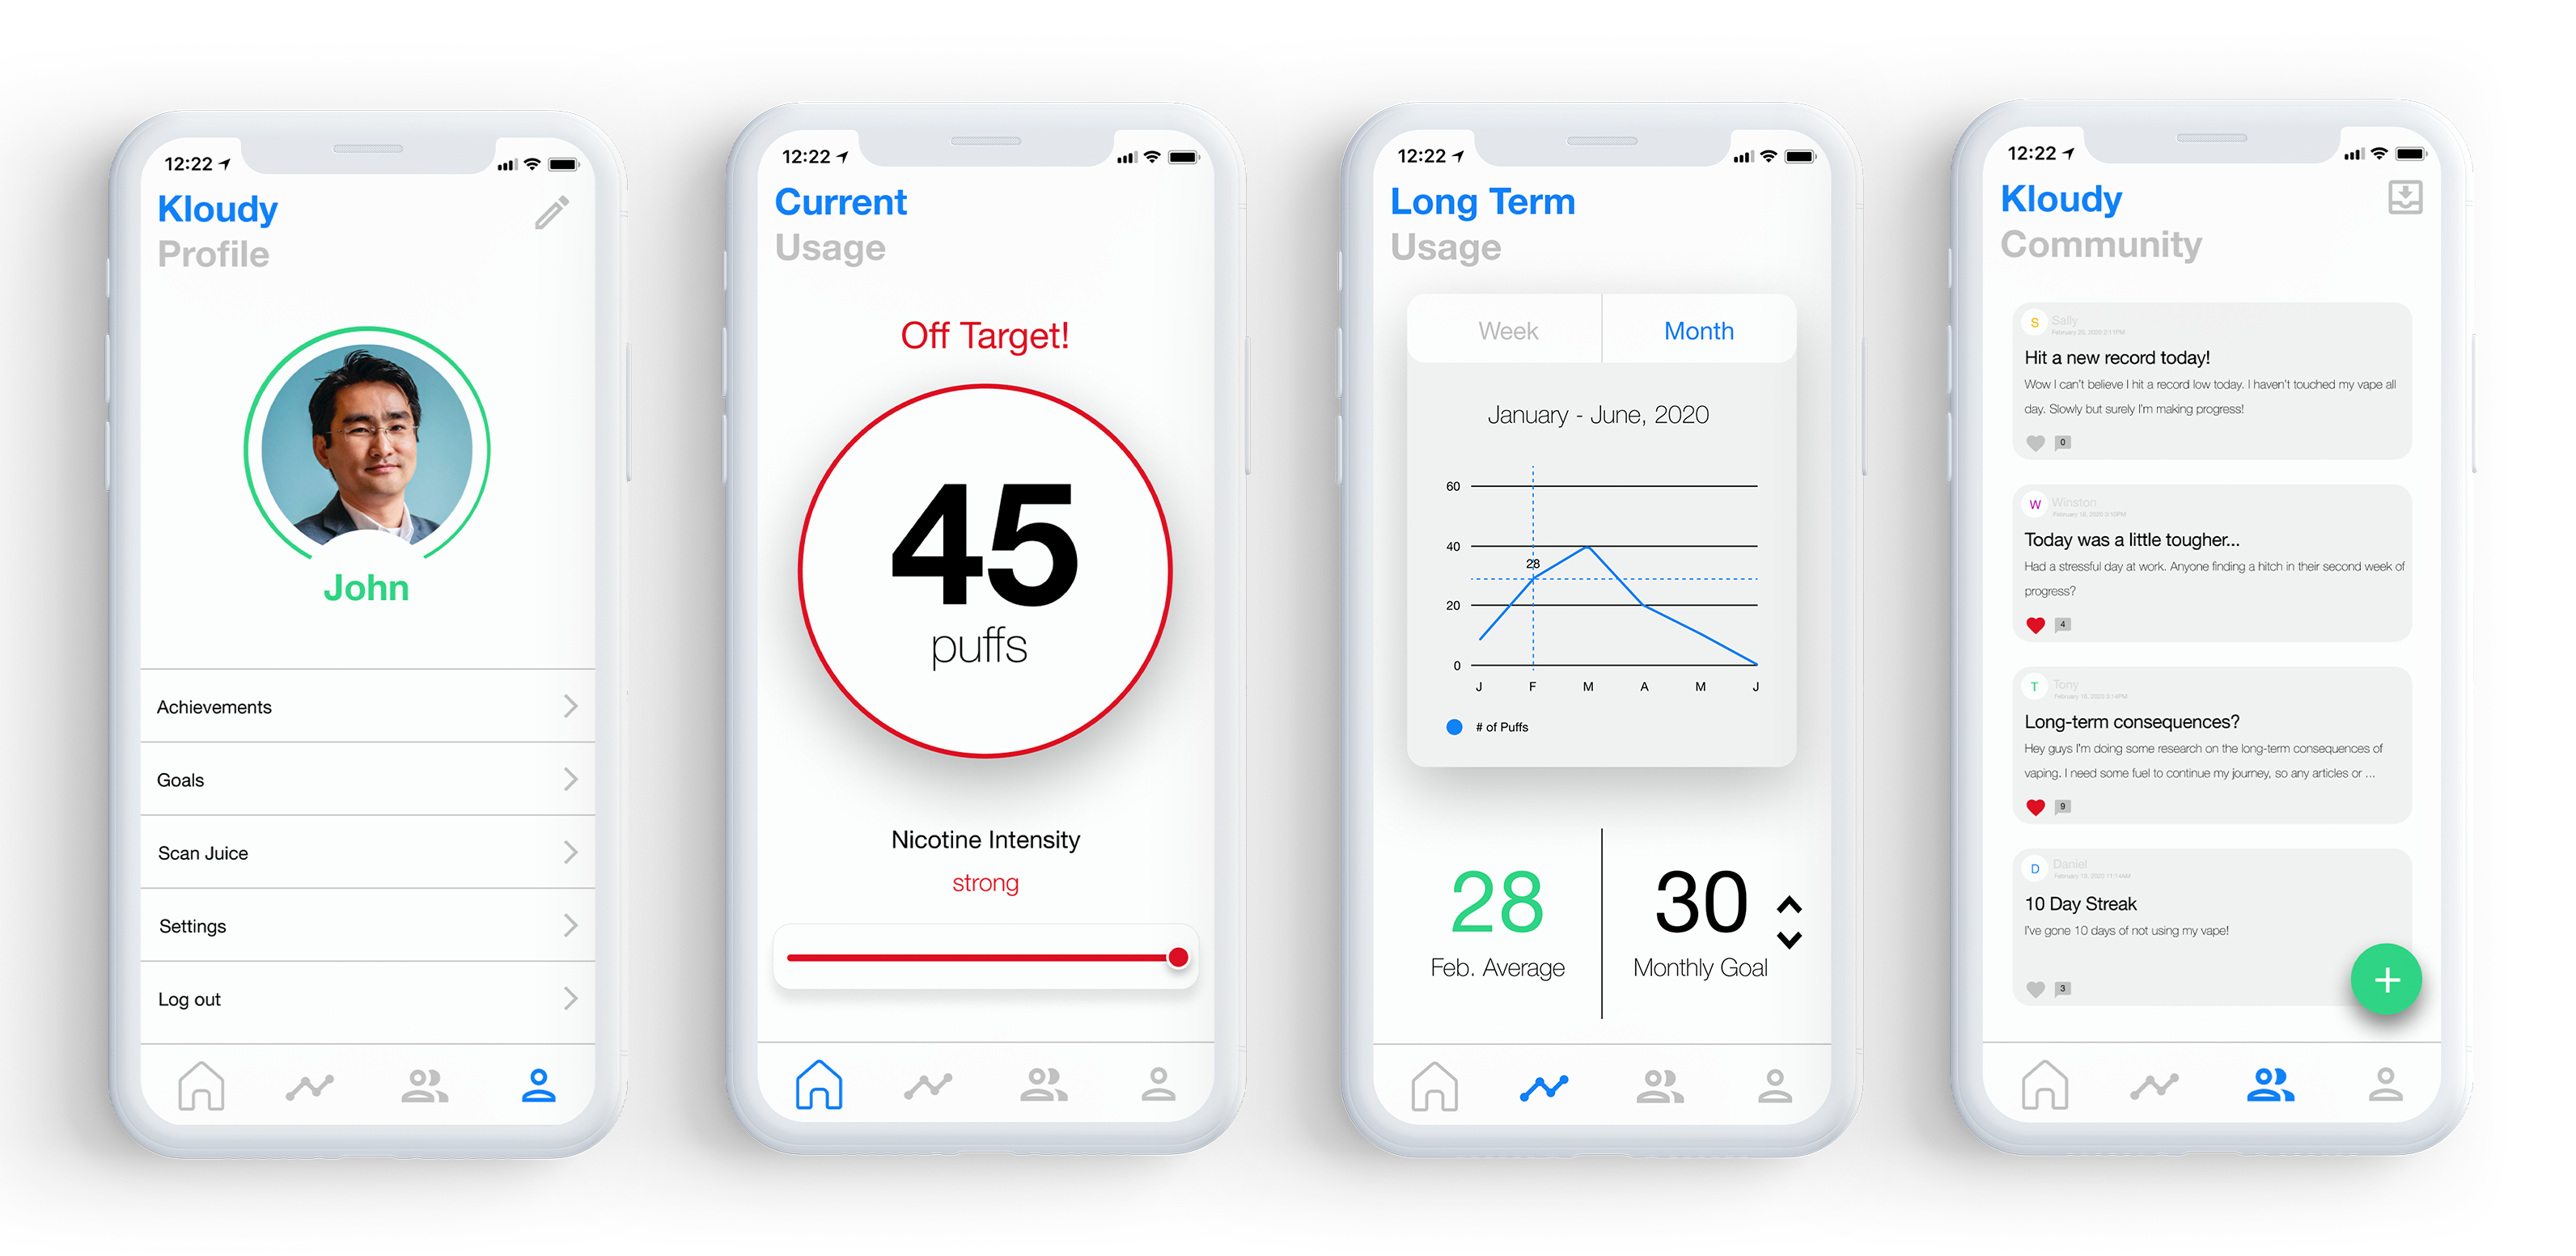 12:22
Kloudy
Profile
John
Achievements
Goals
Scan Juice
Settings
Log out
12:22
Current
Usage
Off Target!
45
puffs
Nicotine Intensity
strong
12:22
Long Term
Usage
Week
Month
January - June, 2020
60
40
28
20
0
J F M A M J
# of Puffs
28
Feb. Average
30
Monthly Goal
12:22
Kloudy
Community
S
Sally
February 20, 2020 2:11PM
Hit a new record today!
Wow I can't believe I hit a record low today. I haven't touched my vape all
day. Slowly but surely I'm making progress!
0
W
Winston
Today was a little tougher...
Had a stressful day at work. Anyone finding a hitch in their second week of
progress?
4
T
Tony
Long-term consequences?
Hey guys I'm doing some research on the long-term consequences of
vaping. I need some fuel to continue my journey, so any articles or ...
9
D
Daniel
10 Day Streak
I've gone 10 days of not using my vape!
3